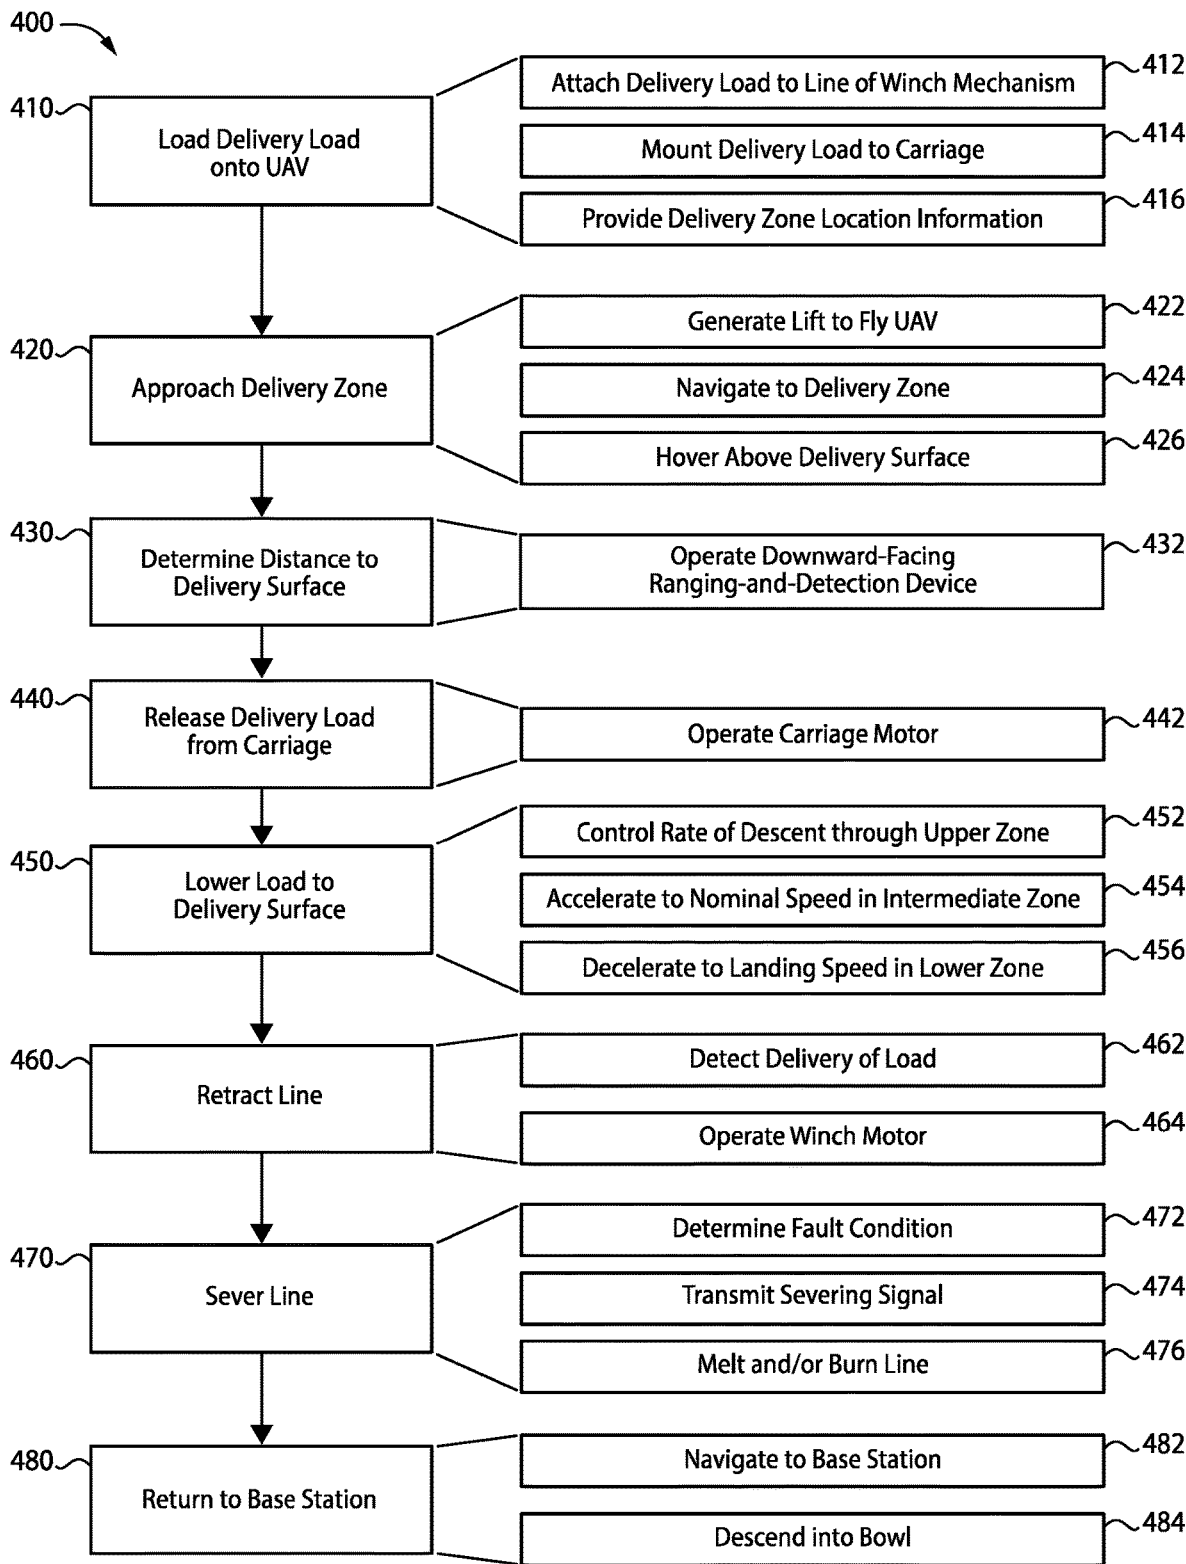 400
410
Load Delivery Load
onto UAV
Attach Delivery Load to Line of Winch Mechanism
412
Mount Delivery Load to Carriage
414
Provide Delivery Zone Location Information
416
420
Approach Delivery Zone
Generate Lift to Fly UAV
422
Navigate to Delivery Zone
424
Hover Above Delivery Surface
426
430
Determine Distance to
Delivery Surface
Operate Downward-Facing
Ranging-and-Detection Device
432
440
Release Delivery Load
from Carriage
Operate Carriage Motor
442
450
Lower Load to
Delivery Surface
Control Rate of Descent through Upper Zone
452
Accelerate to Nominal Speed in Intermediate Zone
454
Decelerate to Landing Speed in Lower Zone
456
460
Retract Line
Detect Delivery of Load
462
Operate Winch Motor
464
470
Sever Line
Determine Fault Condition
472
Transmit Severing Signal
474
Melt and/or Burn Line
476
480
Return to Base Station
Navigate to Base Station
482
Descend into Bowl
484